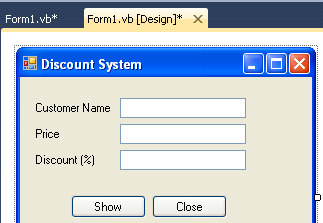 Form1.vb* Form1.vb [Design]*
Discount System
Customer Name
Price
Discount (%)
Show Close